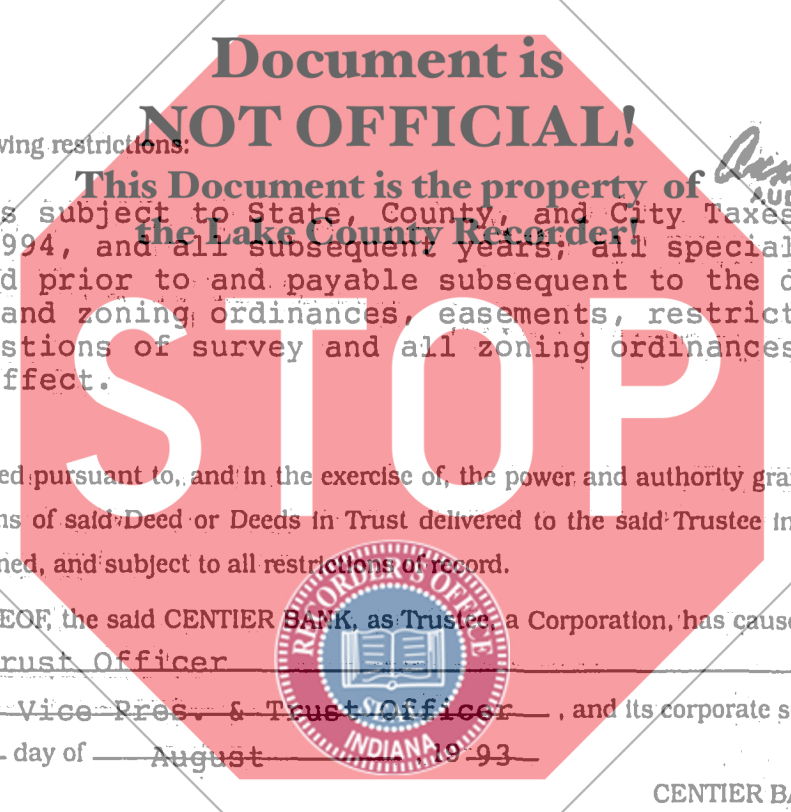 Document is
NOT OFFICIAL!
wing restrictions:
This Document is the property of
AUD
s subject to State, County, and City Taxes
the Lake County Recorder!
994, and all subsequent years; all special
d prior to and payable subsequent to the d
and zoning ordinances, easements, restrict
stions of survey and all zoning ordinances
ffect.
STOP
ed pursuant to, and in the exercise of, the power and authority gra
ns of said Deed or Deeds in Trust delivered to the said Trustee in
ned, and subject to all restrictions of record.
RECORDER'S OFFICE
EOF, the said CENTIER BANK, as Trustee, a Corporation, has cause
rust Officer
SEAL
Vice Pres. & Trust Officer , and its corporate s
INDIANA
day of August , 19 93
CENTIER BA